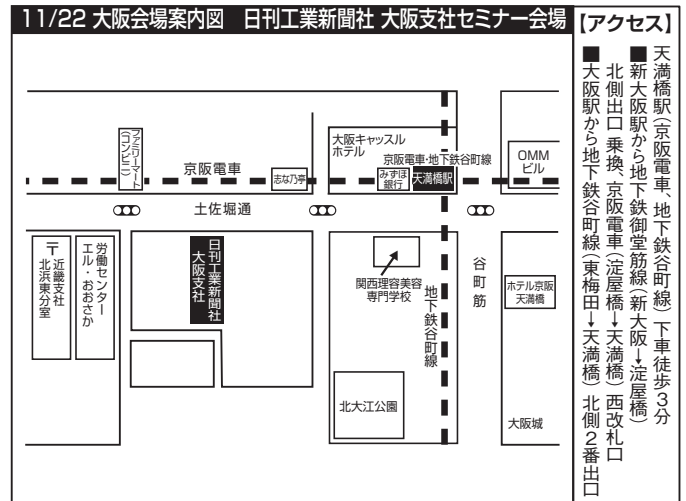 11/22 大阪会場案内図　日刊工業新聞社 大阪支社セミナー会場
ファミリーマート
(コンビニ)
京阪電車
志な乃亭
大阪キャッスル
ホテル
京阪電車・地下鉄谷町線
みずほ
銀行
天満橋駅
OMM
ビル
土佐堀通
〒近畿支社
北浜東分室
労働センター
エル・おおさか
日刊工業新聞社
大阪支社
関西理容美容
専門学校
地下鉄谷町線
谷町筋
ホテル京阪
天満橋
北大江公園
大阪城
【アクセス】
天満橋駅(京阪電車、地下鉄谷町線)下車徒歩3分
■新大阪駅から地下鉄御堂筋線(新大阪→淀屋橋)
北側出口 乗換、京阪電車(淀屋橋→天満橋)西改札口
■大阪駅から地下鉄谷町線(東梅田→天満橋)北側2番出口